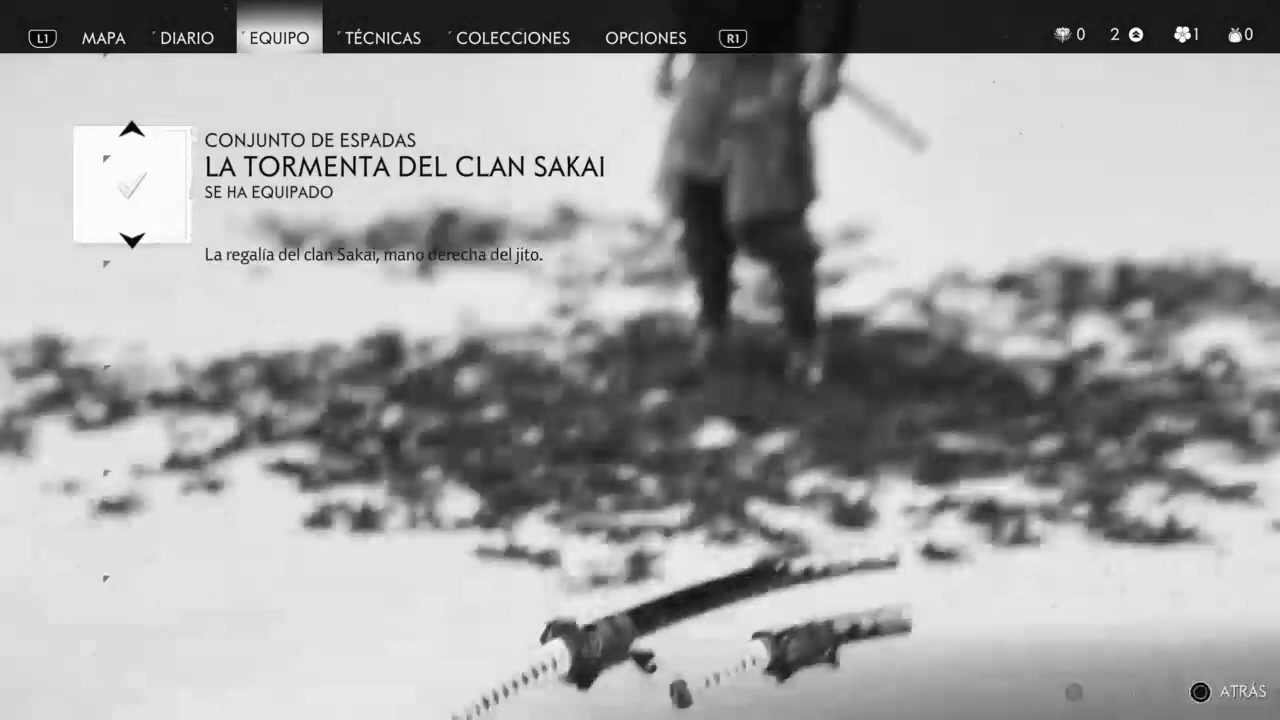 L1 MAPA DIARIO EQUIPO TÉCNICAS COLECCIONES OPCIONES R1 0 2 1 0
CONJUNTO DE ESPADAS
LA TORMENTA DEL CLAN SAKAI
SE HA EQUIPADO
La regalía del clan Sakai, mano derecha del jito.
ATRÁS